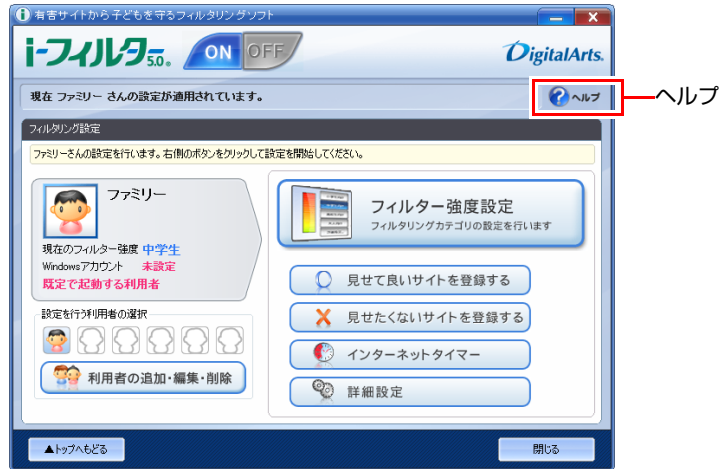 有害サイトから子どもを守るフィルタリングソフト
i-フィルター5.0.
ON OFF
DigitalArts.
現在 ファミリー さんの設定が適用されています。
ヘルプ
ヘルプ
フィルタリング設定
ファミリーさんの設定を行います。右側のボタンをクリックして設定を開始してください。
ファミリー
現在のフィルター強度 中学生
Windowsアカウント 未設定
既定で起動する利用者
設定を行う利用者の選択
利用者の追加・編集・削除
フィルター強度設定
フィルタリングカテゴリの設定を行います
見せて良いサイトを登録する
見せたくないサイトを登録する
インターネットタイマー
詳細設定
▲トップへもどる
閉じる